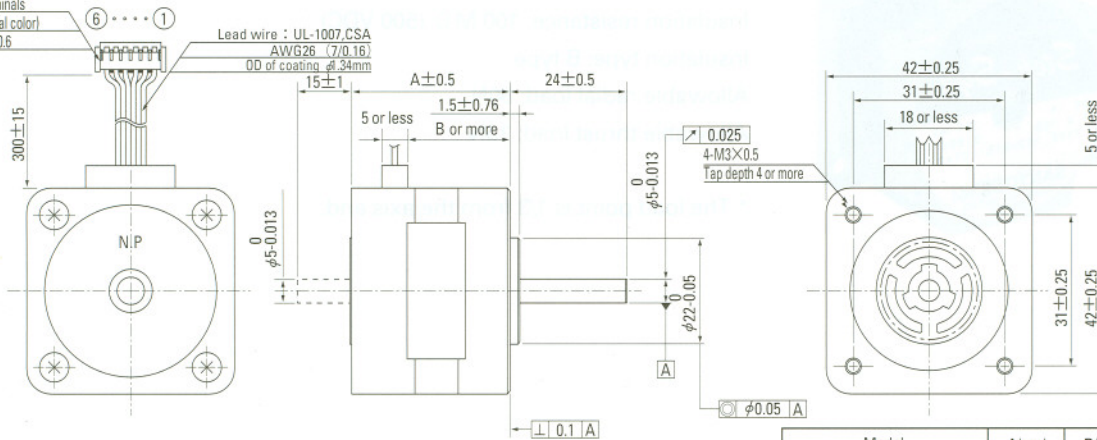 ⑥ ・・・・ ①
0.6
Lead wire : UL-1007,CSA
AWG26 (7/0.16)
OD of coating φ1.34mm
300±15
N.P
15±1
A±0.5
24±0.5
1.5±0.76
5 or less
B or more
0
φ5-0.013
↗ 0.025
0
φ5-0.013
0
φ22-0.05
A
◎ φ0.05 A
⊥ 0.1 A
42±0.25
31±0.25
18 or less
4-M3×0.5
Tap depth 4 or more
5 or less
31±0.25
42±0.25